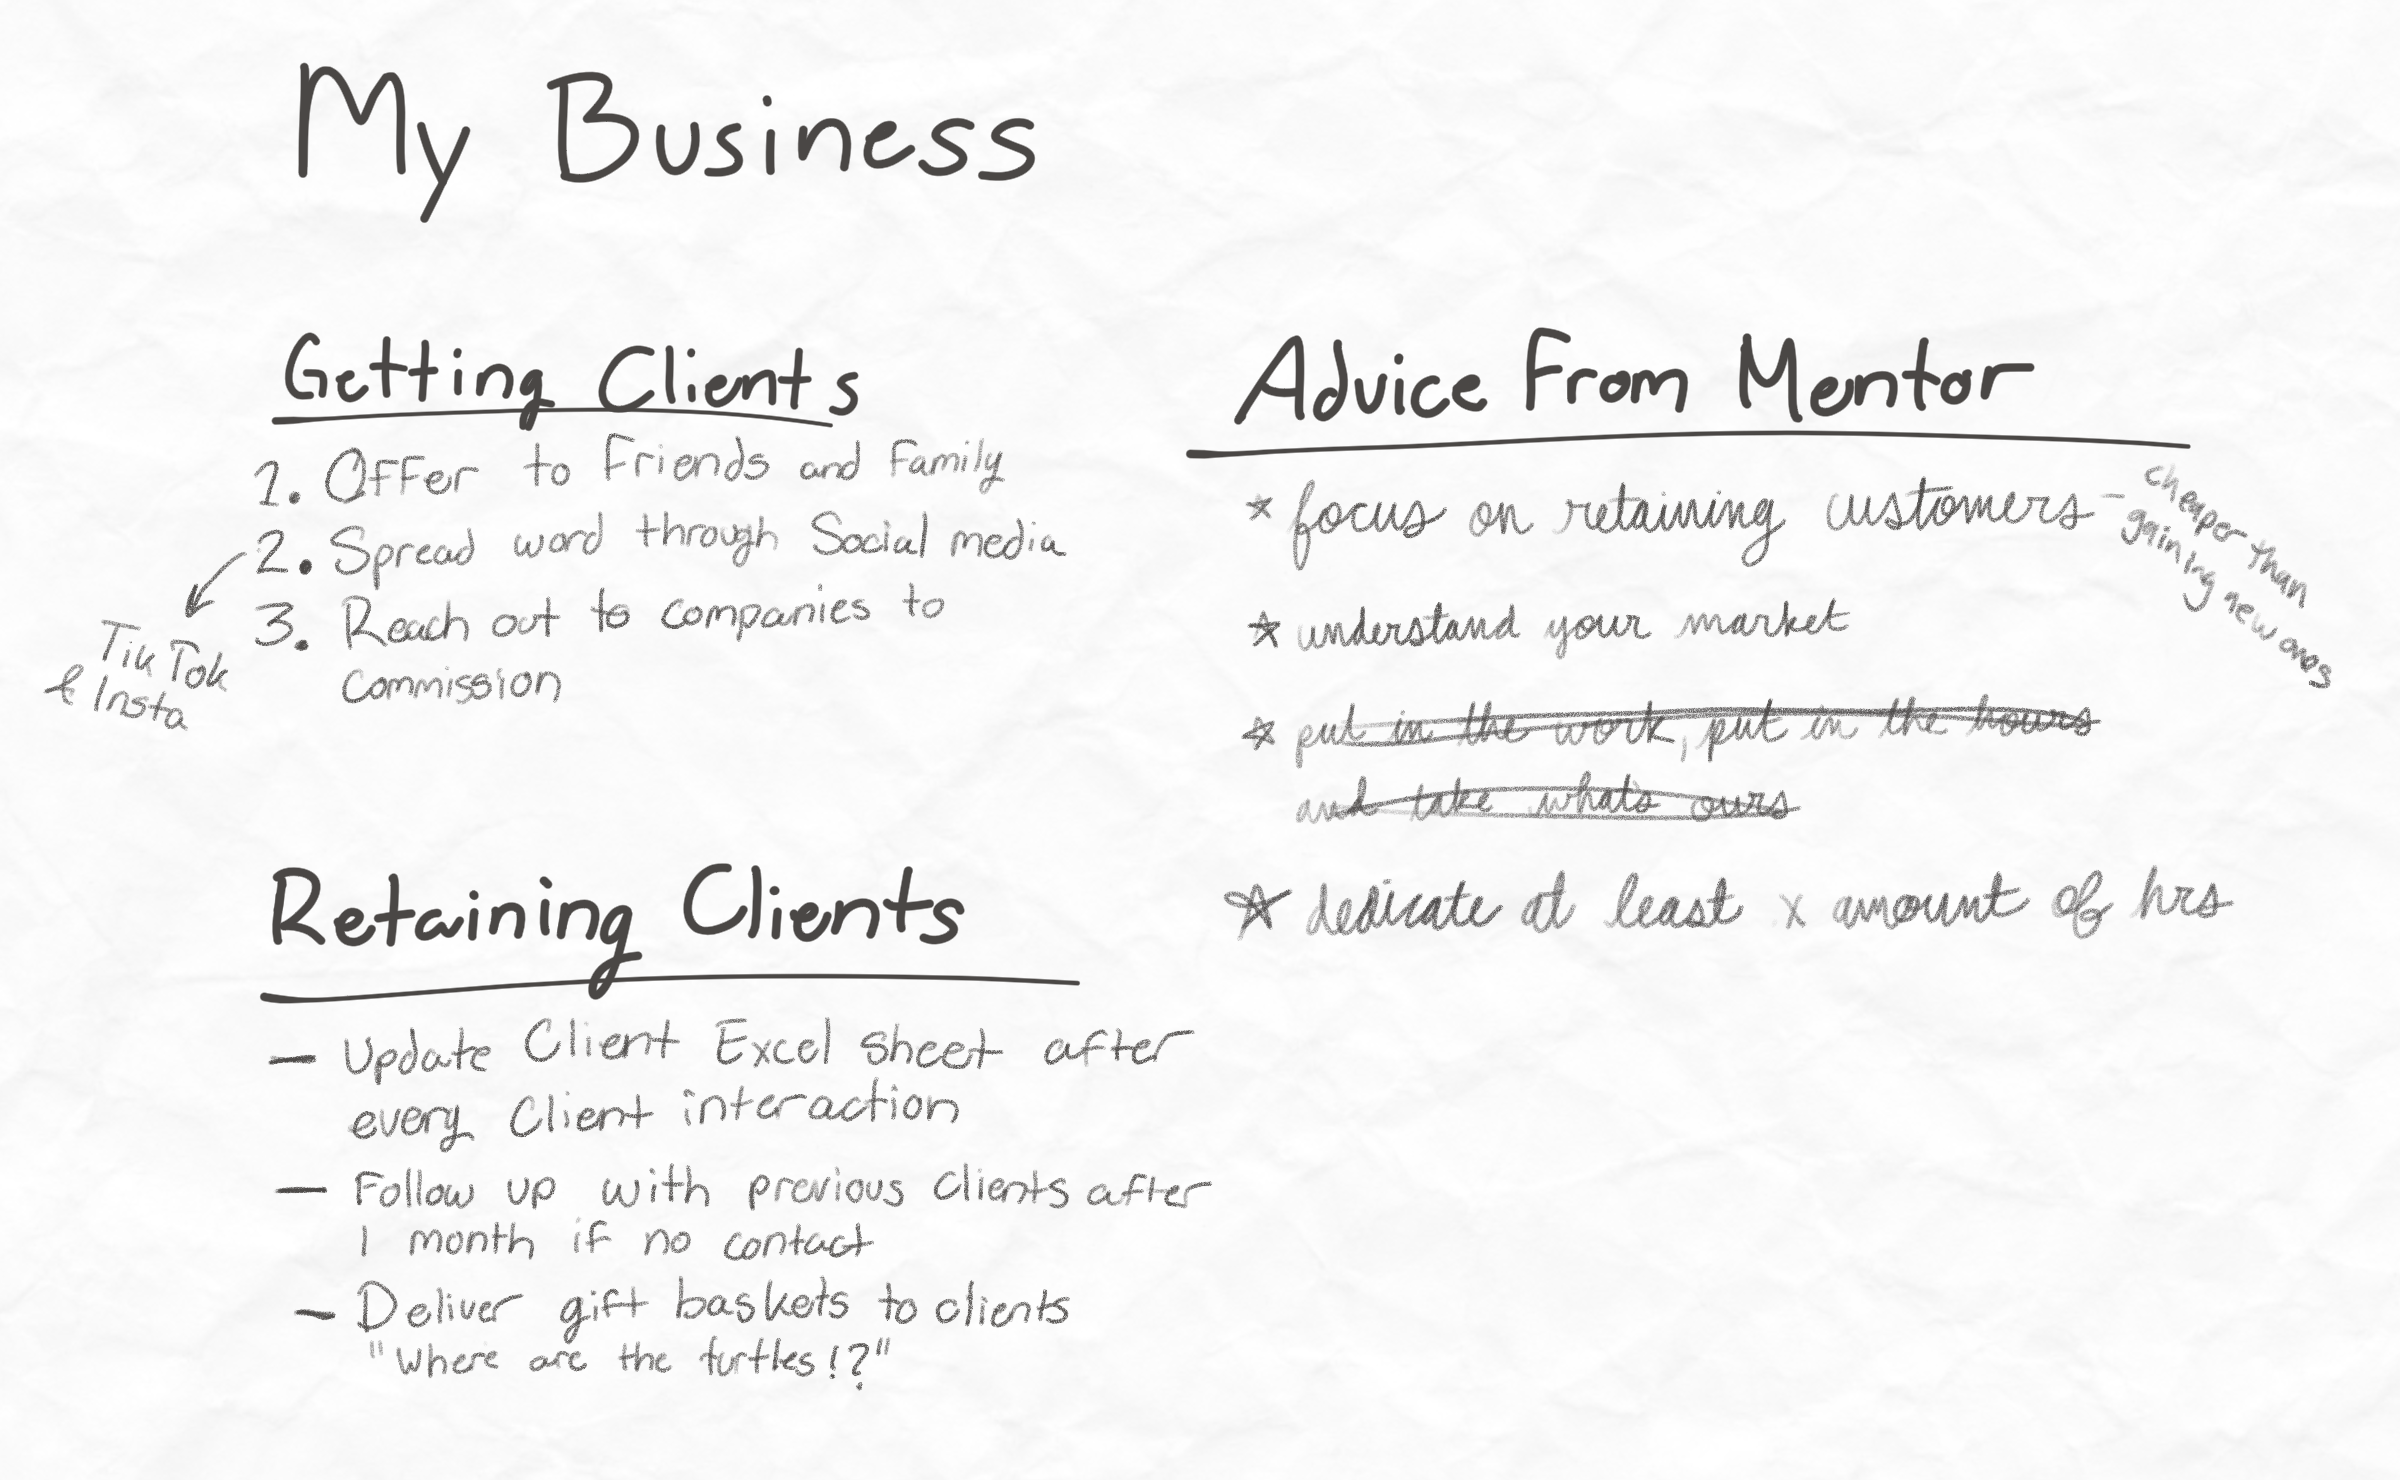 My Business
Getting Clients
1. Offer to Friends and Family
2. Spread word through Social media
Tik Tok
& Insta
3. Reach out to companies to
commission
Retaining Clients
- Update Client Excel sheet after
every Client interaction
- Follow up with previous clients after
1 month if no contact
- Deliver gift baskets to clients
"Where are the turtles!?"
Advice From Mentor
* focus on retaining customers -
cheaper than
gaining new ones
* understand your market
* put in the work, put in the hours
and take what's ours
* dedicate at least x amount of hrs